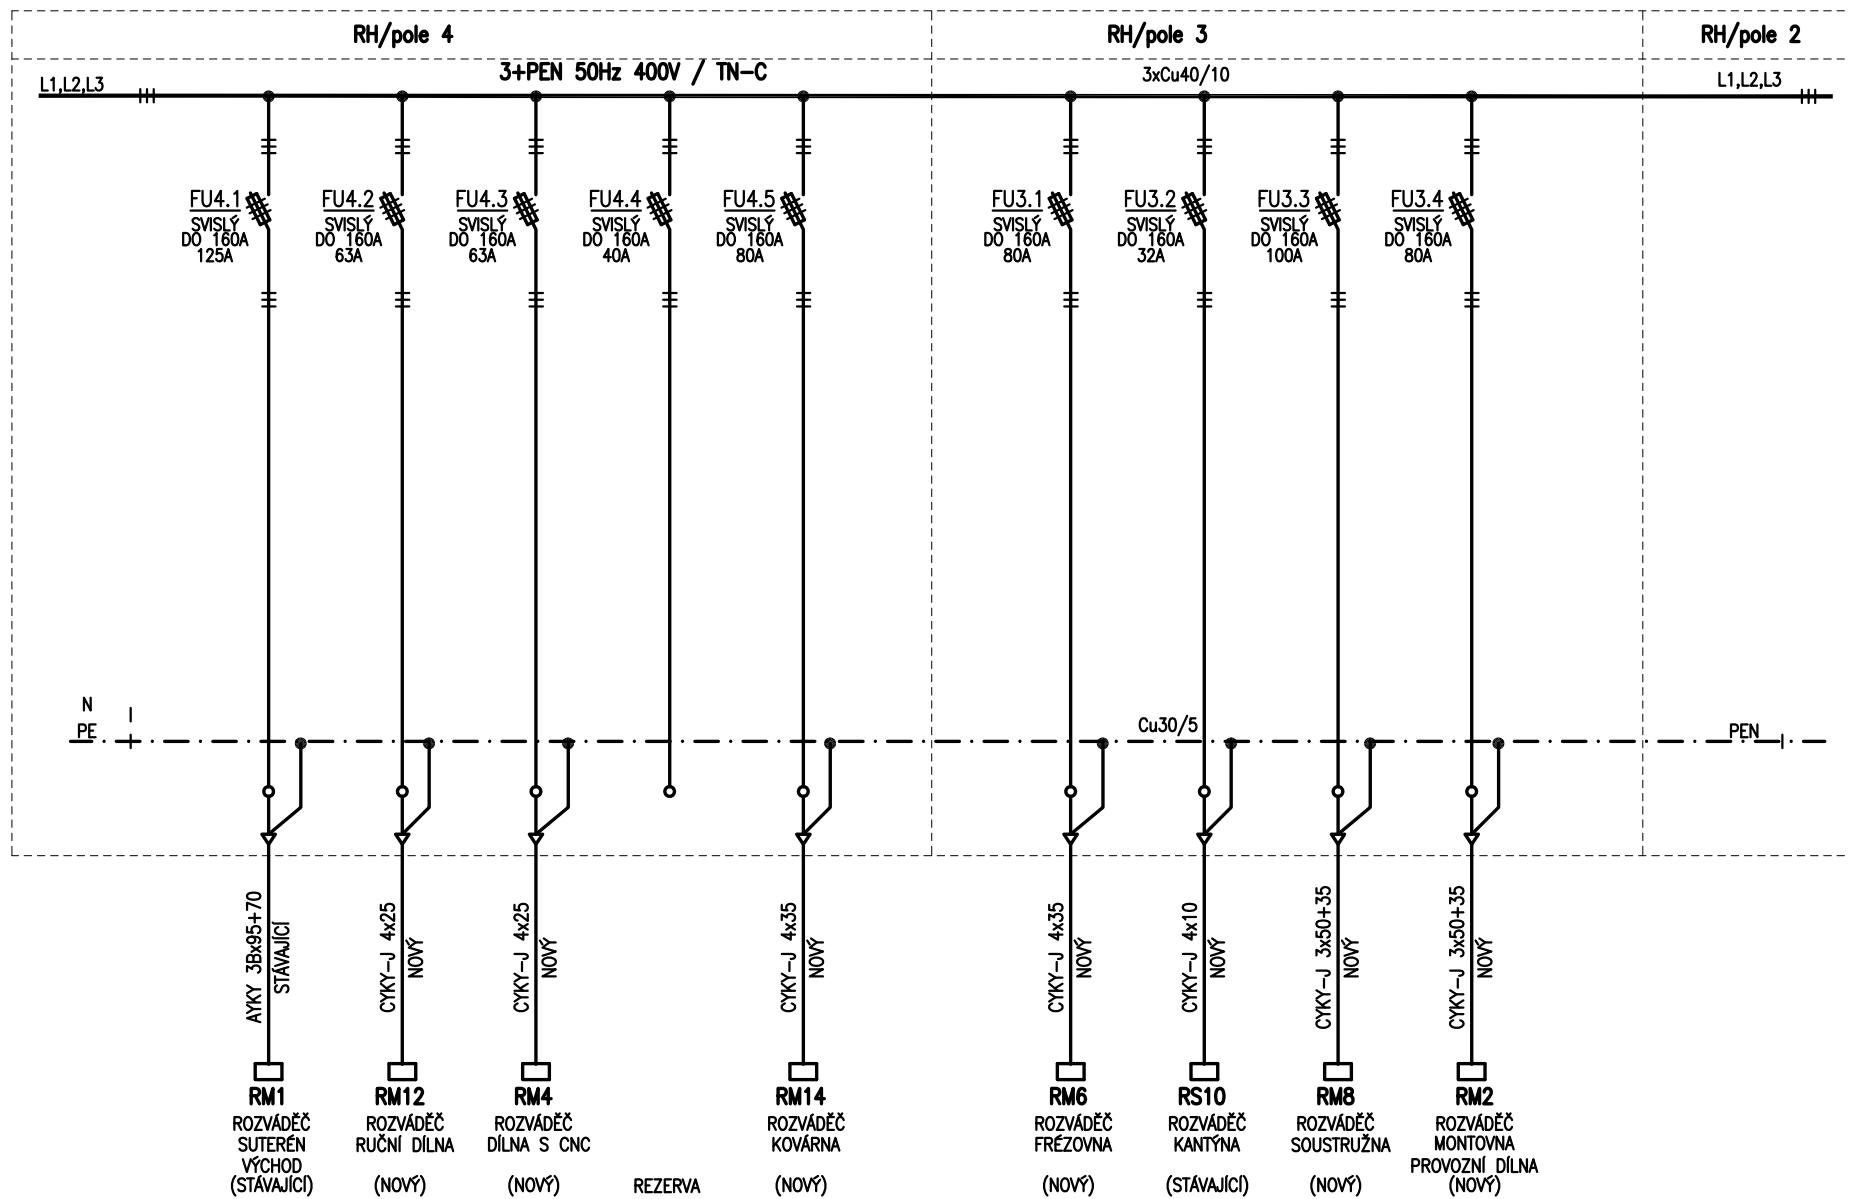 RH/pole 4
RH/pole 3
RH/pole 2
3+PEN 50Hz 400V / TN-C
3xCu40/10
L1,L2,L3
L1,L2,L3
FU4.1
SVISLÝ
DO 160A
125A
FU4.2
SVISLÝ
DO 160A
63A
FU4.3
SVISLÝ
DO 160A
63A
FU4.4
SVISLÝ
DO 160A
40A
FU4.5
SVISLÝ
DO 160A
80A
FU3.1
SVISLÝ
DO 160A
80A
FU3.2
SVISLÝ
DO 160A
32A
FU3.3
SVISLÝ
DO 160A
100A
FU3.4
SVISLÝ
DO 160A
80A
N
PE
Cu30/5
PEN
AYKY 3Bx95+70
STÁVAJÍCÍ
CYKY-J 4x25
NOVÝ
CYKY-J 4x25
NOVÝ
CYKY-J 4x35
NOVÝ
CYKY-J 4x35
NOVÝ
CYKY-J 4x10
NOVÝ
CYKY-J 3x50+35
NOVÝ
CYKY-J 3x50+35
NOVÝ
RM1
ROZVÁDĚČ
SUTERÉN
VÝCHOD
(STÁVAJÍCÍ)
RM12
ROZVÁDĚČ
RUČNÍ DÍLNA
(NOVÝ)
RM4
ROZVÁDĚČ
DÍLNA S CNC
(NOVÝ)
REZERVA
RM14
ROZVÁDĚČ
KOVÁRNA
(NOVÝ)
RM6
ROZVÁDĚČ
FRÉZOVNA
(NOVÝ)
RS10
ROZVÁDĚČ
KANTÝNA
(STÁVAJÍCÍ)
RM8
ROZVÁDĚČ
SOUSTRUŽNA
(NOVÝ)
RM2
ROZVÁDĚČ
MONTOVNA
PROVOZNÍ DÍLNA
(NOVÝ)